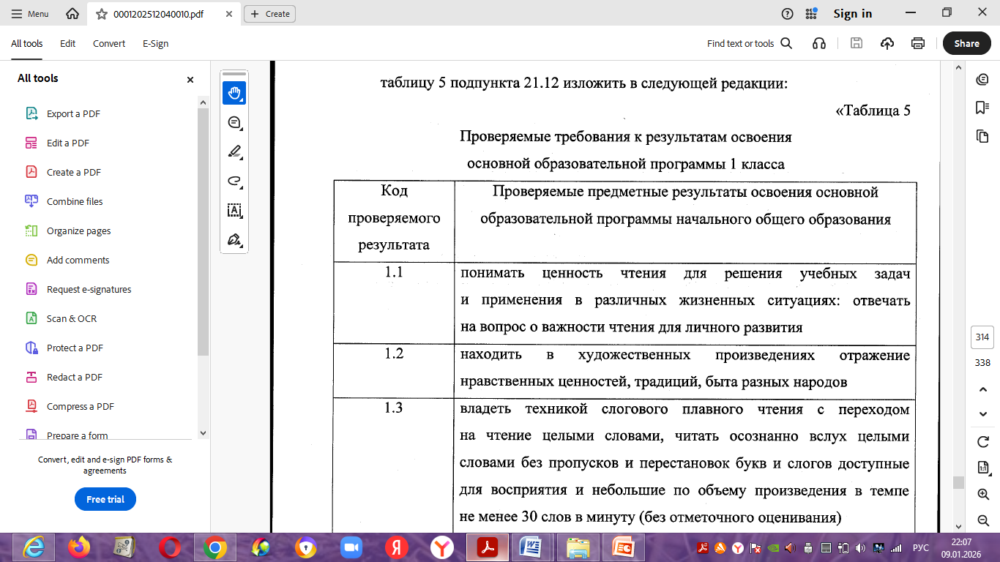 Menu
0001202512040010.pdf
Create
Sign in
All tools
Edit
Convert
E-Sign
Find text or tools
Share
All tools
Export a PDF
Edit a PDF
Create a PDF
Combine files
Organize pages
Add comments
Request e-signatures
Scan & OCR
Protect a PDF
Redact a PDF
Compress a PDF
Prepare a form
Convert, edit and e-sign PDF forms &
agreements
Free trial
таблицу 5 подпункта 21.12 изложить в следующей редакции:
«Таблица 5
Проверяемые требования к результатам освоения
основной образовательной программы 1 класса
Код
проверяемого
результата
Проверяемые предметные результаты освоения основной
образовательной программы начального общего образования
1.1
понимать ценность чтения для решения учебных задач
и применения в различных жизненных ситуациях: отвечать
на вопрос о важности чтения для личного развития
1.2
находить в художественных произведениях отражение
нравственных ценностей, традиций, быта разных народов
1.3
владеть техникой слогового плавного чтения с переходом
на чтение целыми словами, читать осознанно вслух целыми
словами без пропусков и перестановок букв и слогов доступные
для восприятия и небольшие по объему произведения в темпе
не менее 30 слов в минуту (без отметочного оценивания)
314
338
1:1
РУС
22:07
09.01.2026